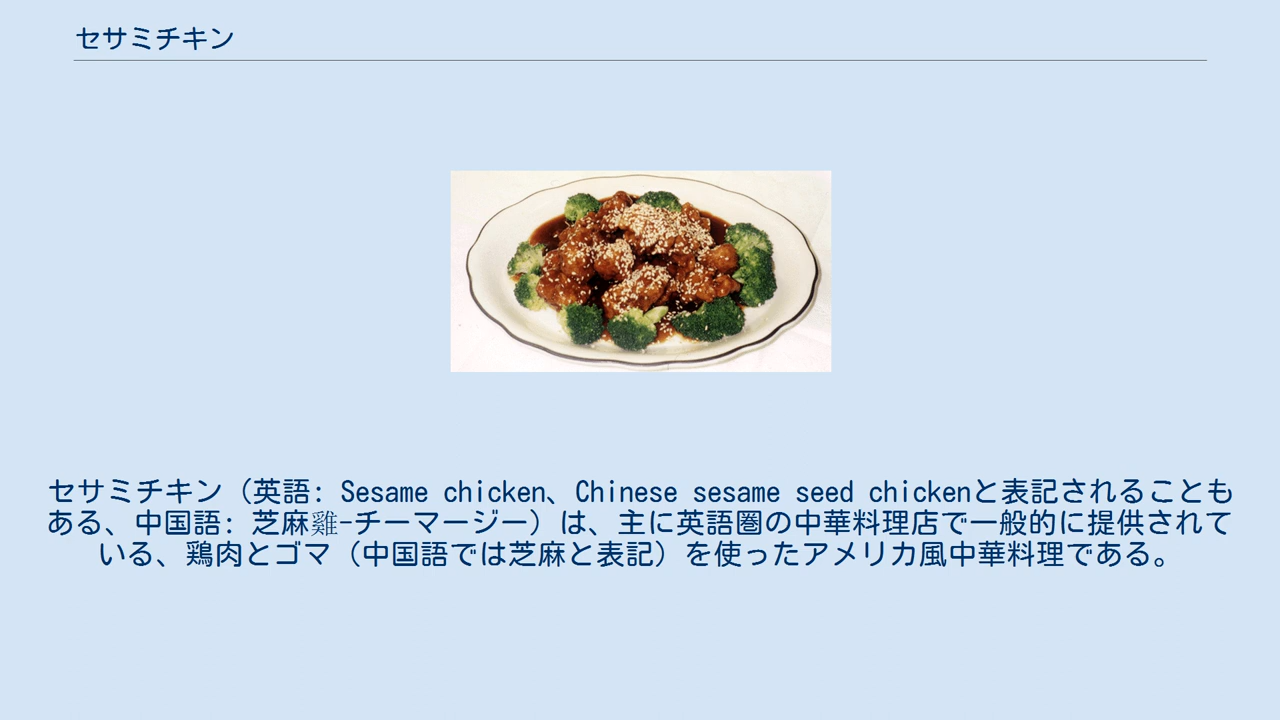 セサミチキン
セサミチキン（英語: Sesame chicken、Chinese sesame seed chickenと表記されることも
ある、中国語: 芝麻雞-チーマージー）は、主に英語圏の中華料理店で一般的に提供されて
いる、鶏肉とゴマ（中国語では芝麻と表記）を使ったアメリカ風中華料理である。